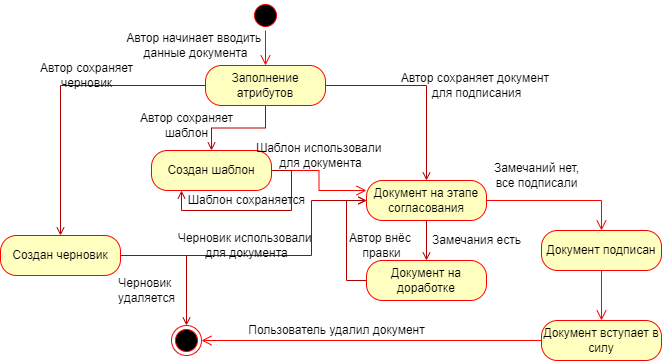 Автор начинает вводить
данные документа
Автор сохраняет
черновик
Заполнение
атрибутов
Автор сохраняет документ
для подписания
Автор сохраняет
шаблон
Шаблон использовали
для документа
Создан шаблон
Шаблон сохраняется
Замечаний нет,
все подписали
Документ на этапе
согласования
Черновик использовали
для документа
Автор внёс
правки
Замечания есть
Создан черновик
Документ подписан
Документ на
доработке
Черновик
удаляется
Пользователь удалил документ
Документ вступает в
силу